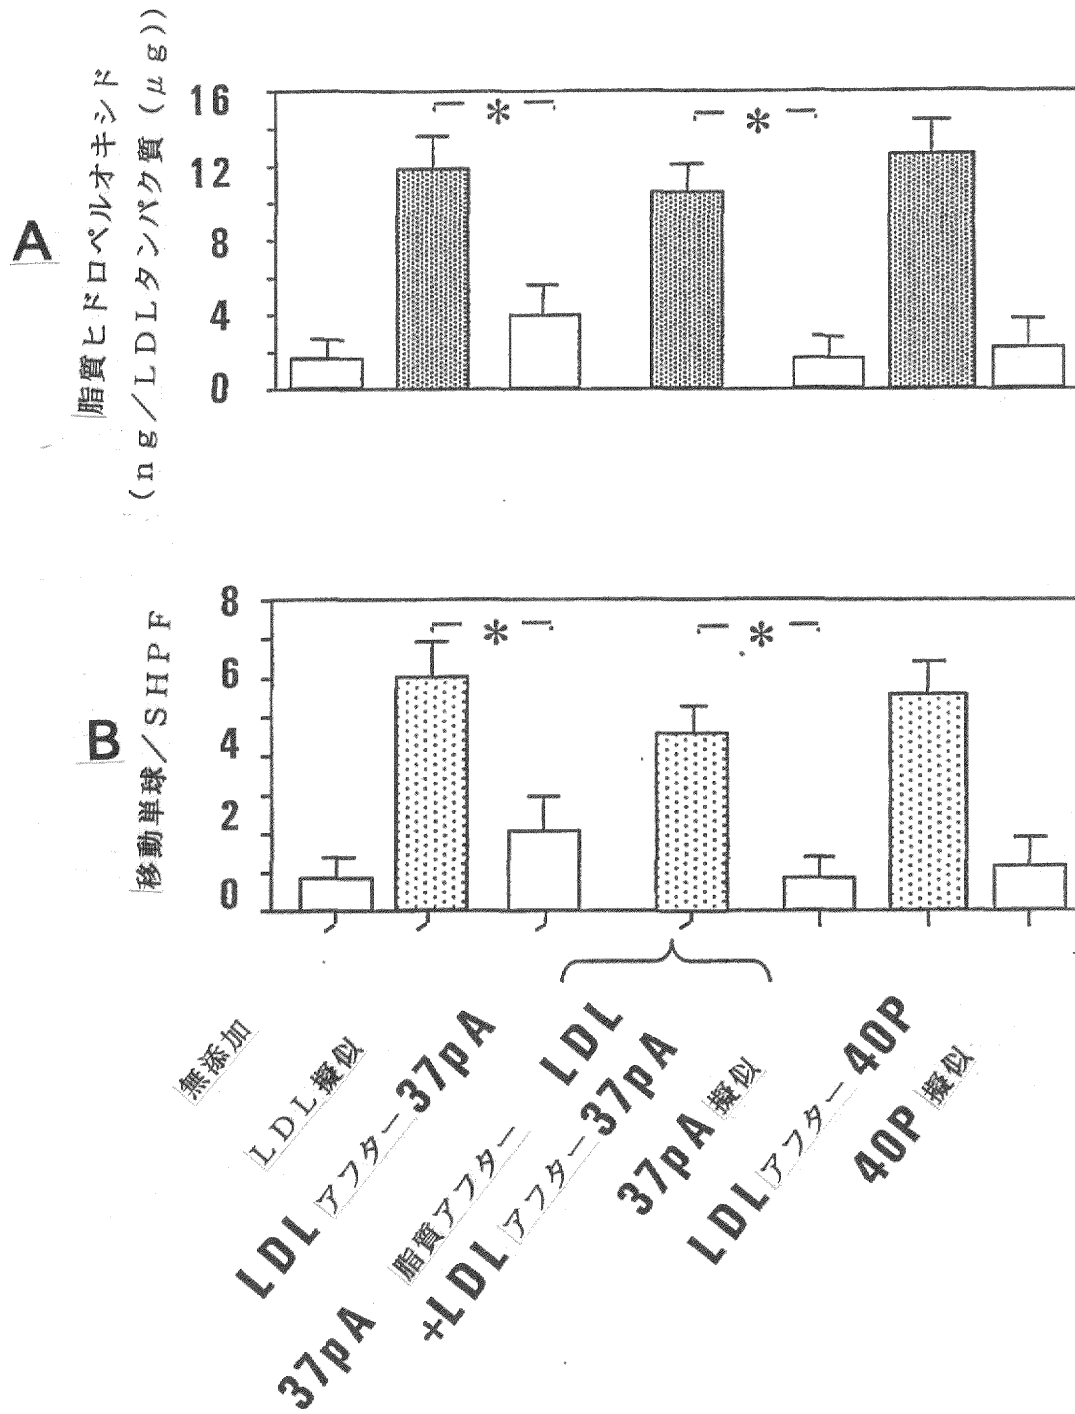 A
脂質ヒドロペルオキシド
(ng/LDLタンパク質(μg))
16
12
8
4
0
*
*
B
移動単球/SHPF
8
6
4
2
0
*
*
無添加
LDL擬似
LDLアフター37pA
37pA 脂質アフター LDL
+LDLアフター37pA
37pA擬似
LDLアフター40P
40P擬似